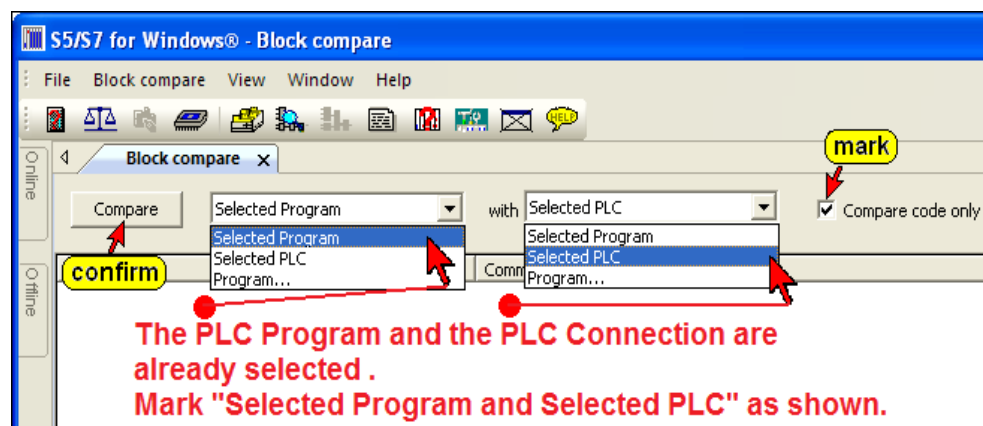 S5/S7 for Windows® - Block compare
File Block compare View Window Help
HELP
Online
Block compare x
mark
Compare Selected Program with Selected PLC Compare code only
Selected Program
Selected PLC
Program...
Selected Program
Selected PLC
Program...
confirm
Comm
Offline
The PLC Program and the PLC Connection are
already selected .
Mark "Selected Program and Selected PLC" as shown.